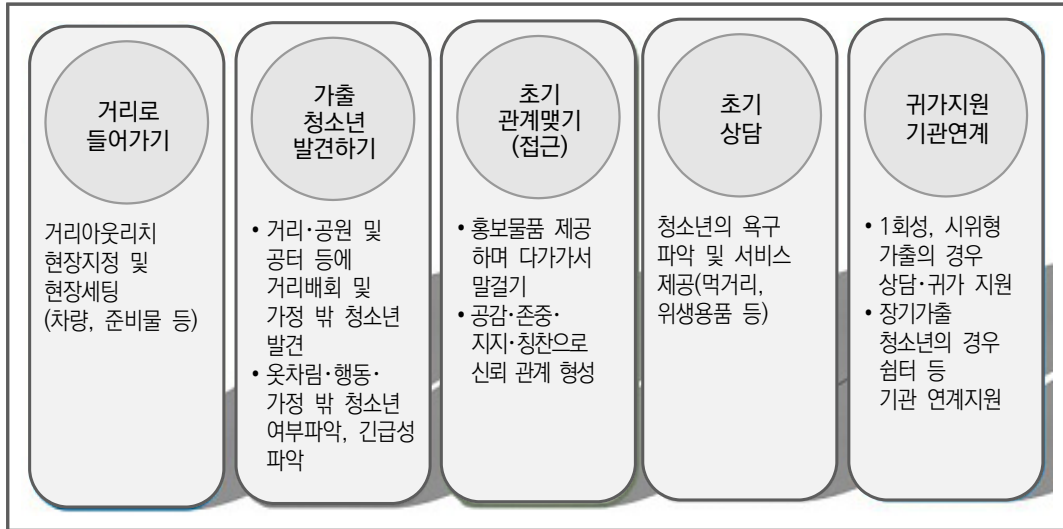 거리로
들어가기
거리아웃리치
현장지정 및
현장세팅
(차량, 준비물 등)
가출
청소년
발견하기
• 거리·공원 및
공터 등에
거리배회 및
가정 밖 청소년
발견
• 옷차림·행동·
가정 밖 청소년
여부파악, 긴급성
파악
초기
관계맺기
(접근)
• 홍보물품 제공
하며 다가가서
말걸기
• 공감·존중·
지지·칭찬으로
신뢰 관계 형성
초기
상담
청소년의 욕구
파악 및 서비스
제공(먹거리,
위생용품 등)
귀가지원
기관연계
• 1회성, 시위형
가출의 경우
상담·귀가 지원
• 장기가출
청소년의 경우
쉼터 등
기관 연계지원